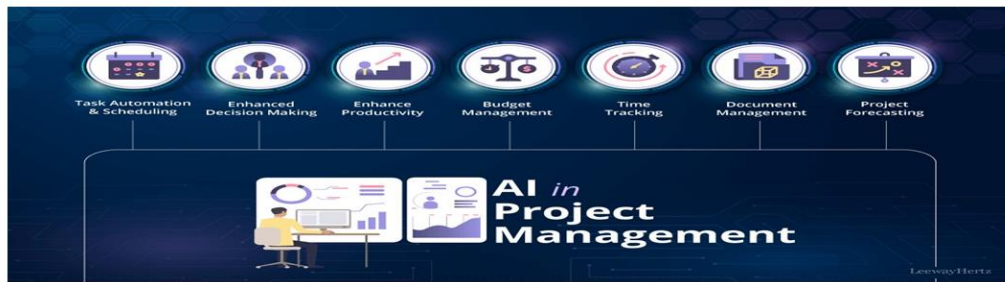 Task Automation
& Scheduling
Enhanced
Decision Making
Enhance
Productivity
Budget
Management
Time
Tracking
Document
Management
Project
Forecasting
AI in
Project
Management
LeewayHertz